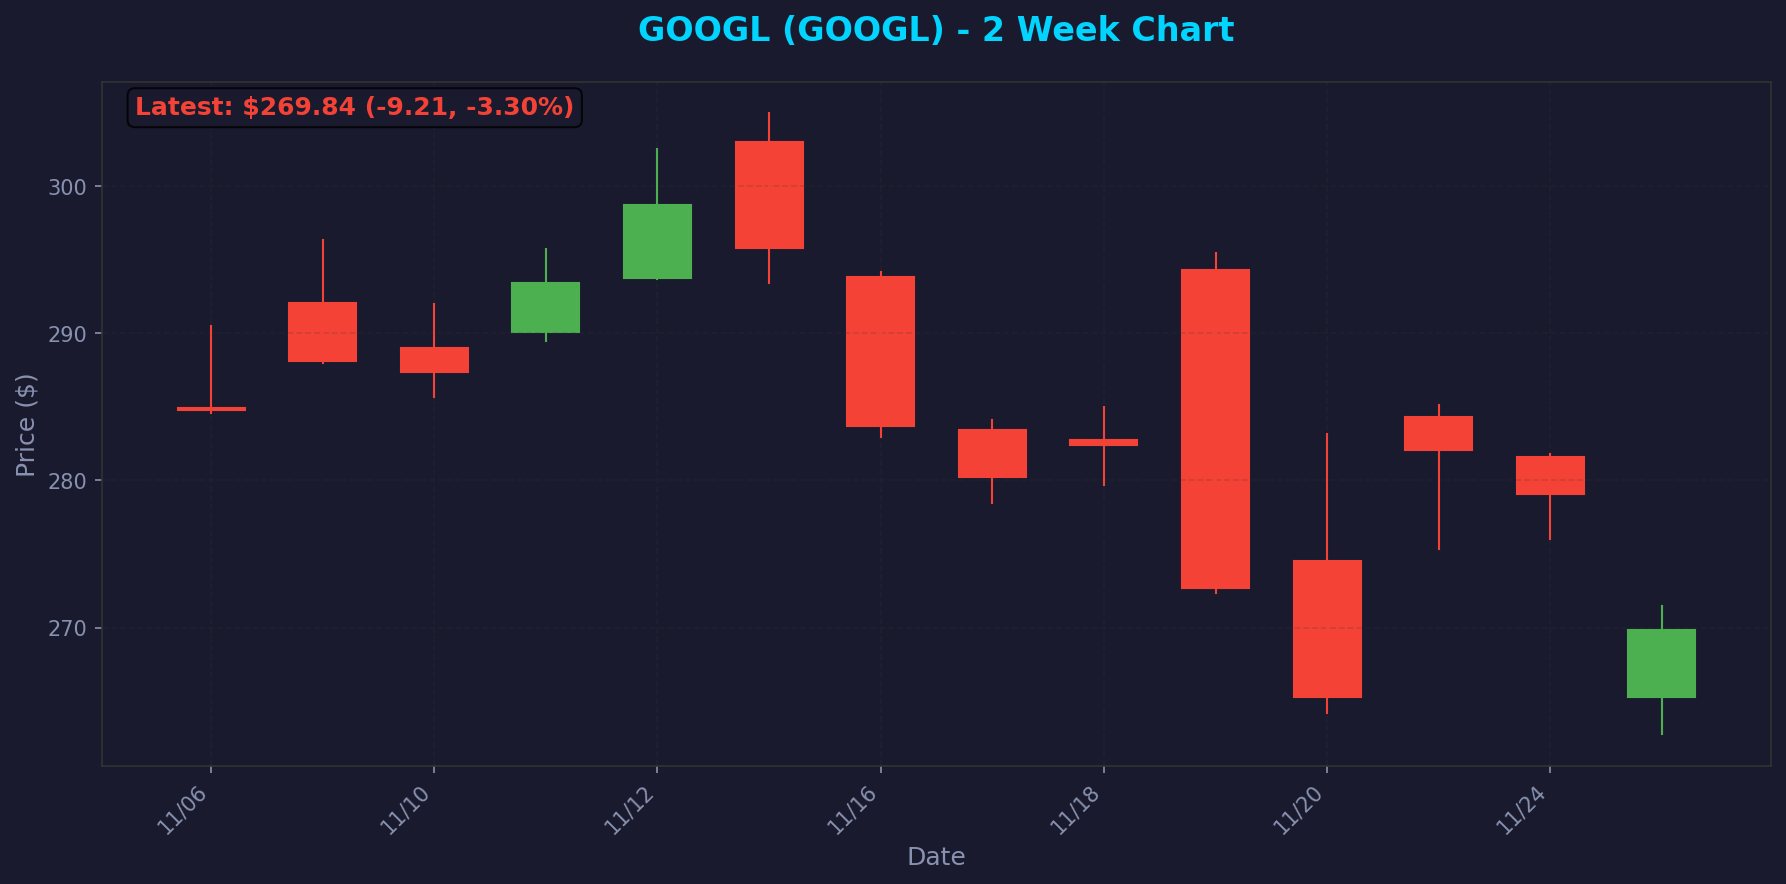 GOOGL (GOOGL) - 2 Week Chart
Latest: $269.84 (-9.21, -3.30%)
300
290
280
270
Price ($)
11/06
11/10
11/12
11/16
11/18
11/20
11/24
Date